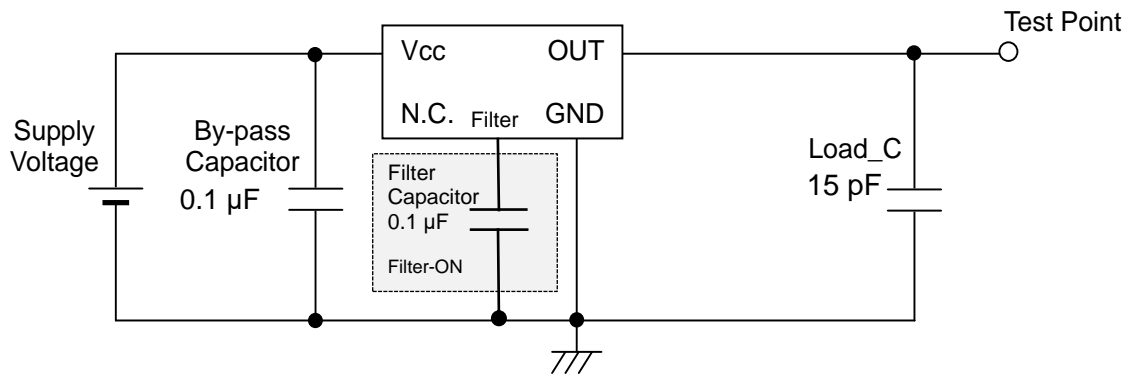 Test Point
Vcc
OUT
N.C.
Filter
GND
Supply
Voltage
By-pass
Capacitor
0.1 µF
Filter
Capacitor
0.1 µF
Filter-ON
Load_C
15 pF